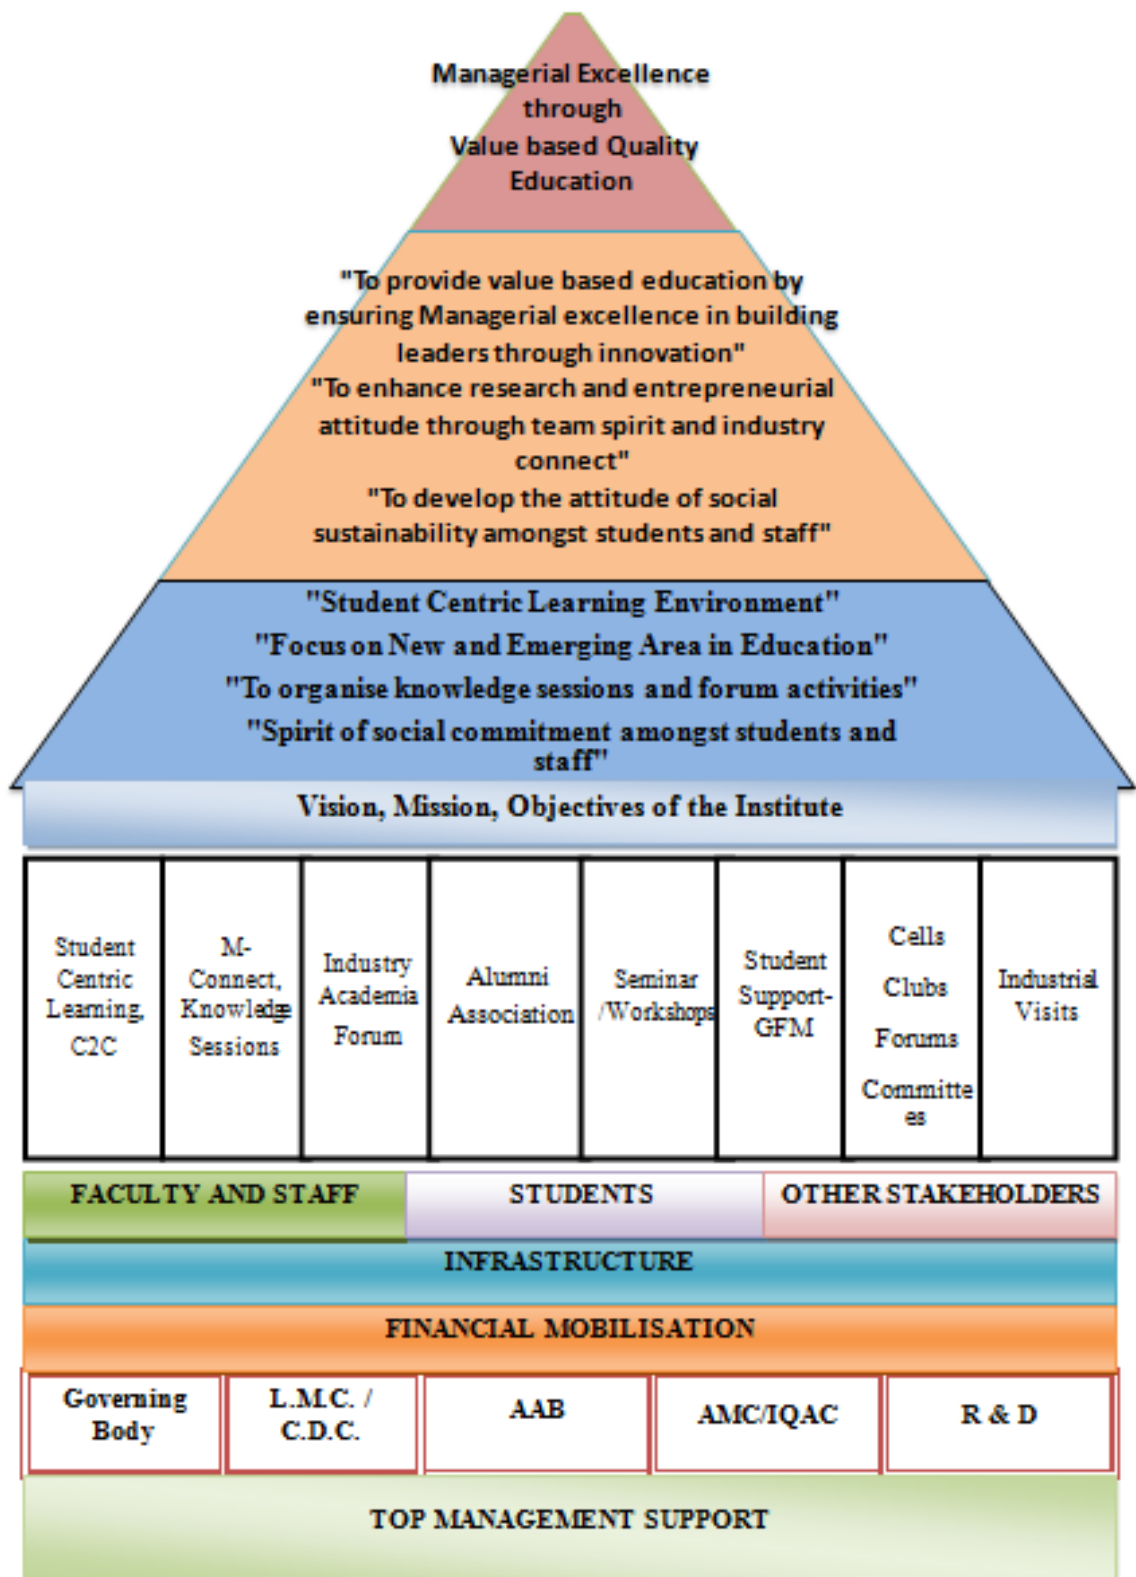 Managerial Excellence
through
Value based Quality
Education
"To provide value based education by
ensuring Managerial excellence in building
leaders through innovation"
"To enhance research and entrepreneurial
attitude through team spirit and industry
connect"
"To develop the attitude of social
sustainability amongst students and staff"
"Student Centric Learning Environment"
"Focus on New and Emerging Area in Education"
"To organise knowledge sessions and forum activities"
"Spirit of social commitment amongst students and
staff"
Vision, Mission, Objectives of the Institute
Student
Centric
Learning,
C2C
M-
Connect,
Knowledge
Sessions
Industry
Academia
Forum
Alumni
Association
Seminar
/Workshops
Student
Support-
GFM
Cells
Clubs
Forums
Committe
es
Industrial
Visits
FACULTY AND STAFF
STUDENTS
OTHER STAKEHOLDERS
INFRASTRUCTURE
FINANCIAL MOBILISATION
Governing
Body
L.M.C. /
C.D.C.
AAB
AMC/IQAC
R & D
TOP MANAGEMENT SUPPORT